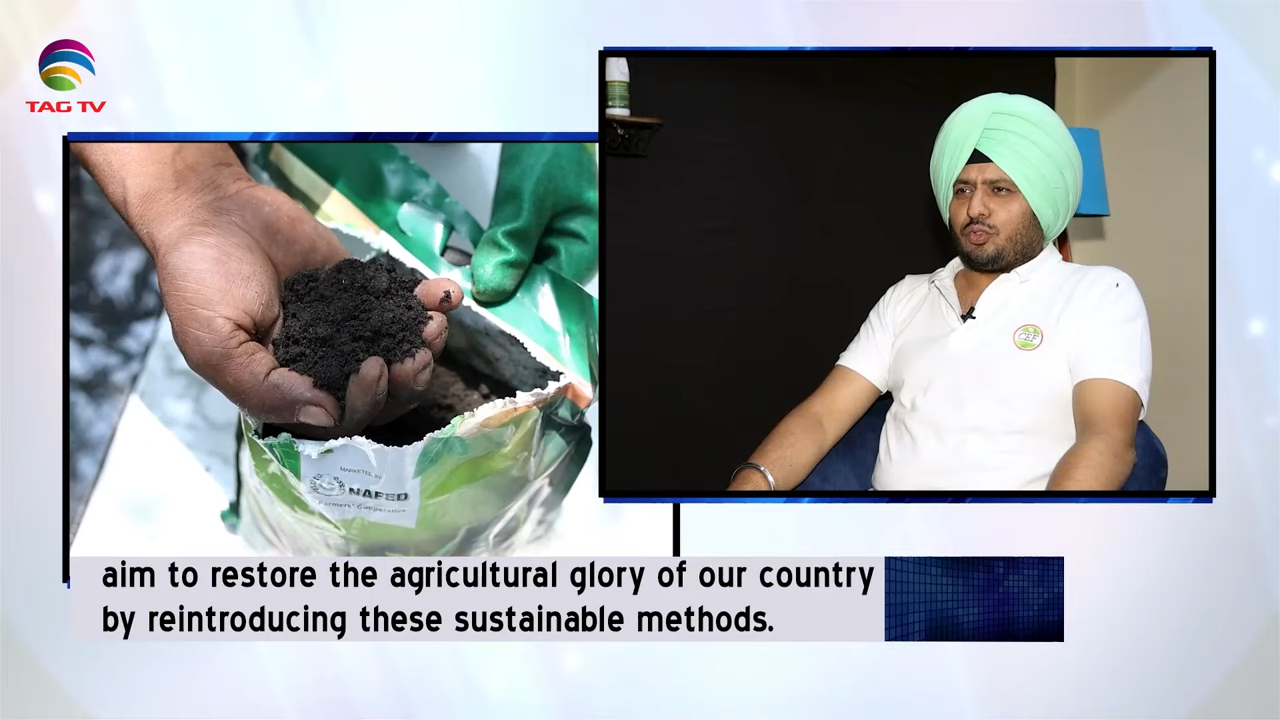 TAG TV
CEF
MARKETED BY
NAFED
Farmers' Cooperative
aim to restore the agricultural glory of our country
by reintroducing these sustainable methods.